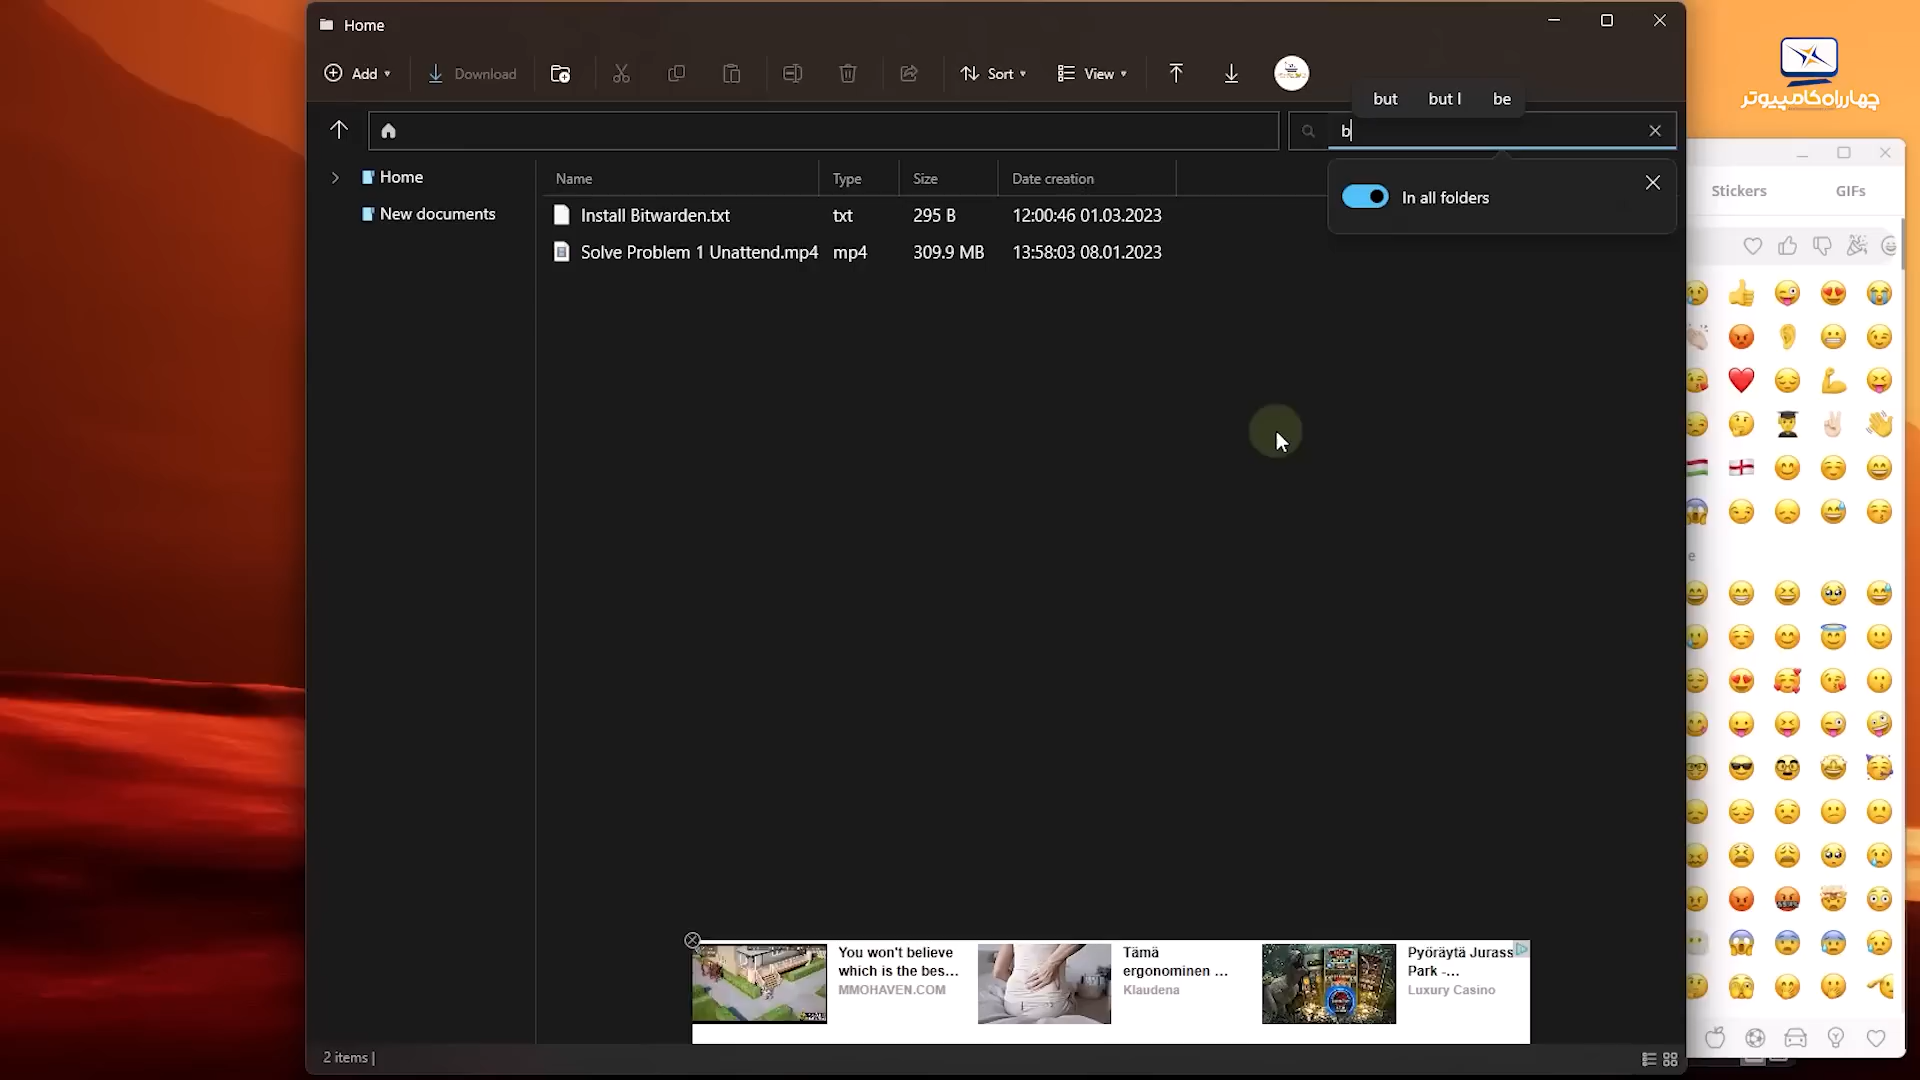 Home
Add
Download
Sort
View
but
but I
be
b
Home
New documents
Name
Type
Size
Date creation
Install Bitwarden.txt
txt
295 B
12:00:46 01.03.2023
Solve Problem 1 Unattend.mp4
mp4
309.9 MB
13:58:03 08.01.2023
In all folders
چهارراه کامپیوتر
Stickers
GIFs
e
You won't believe
which is the bes...
MMOHAVEN.COM
Tämä
ergonominen ...
Klaudena
Pyöräytä Jurass
Park -...
Luxury Casino
2 items